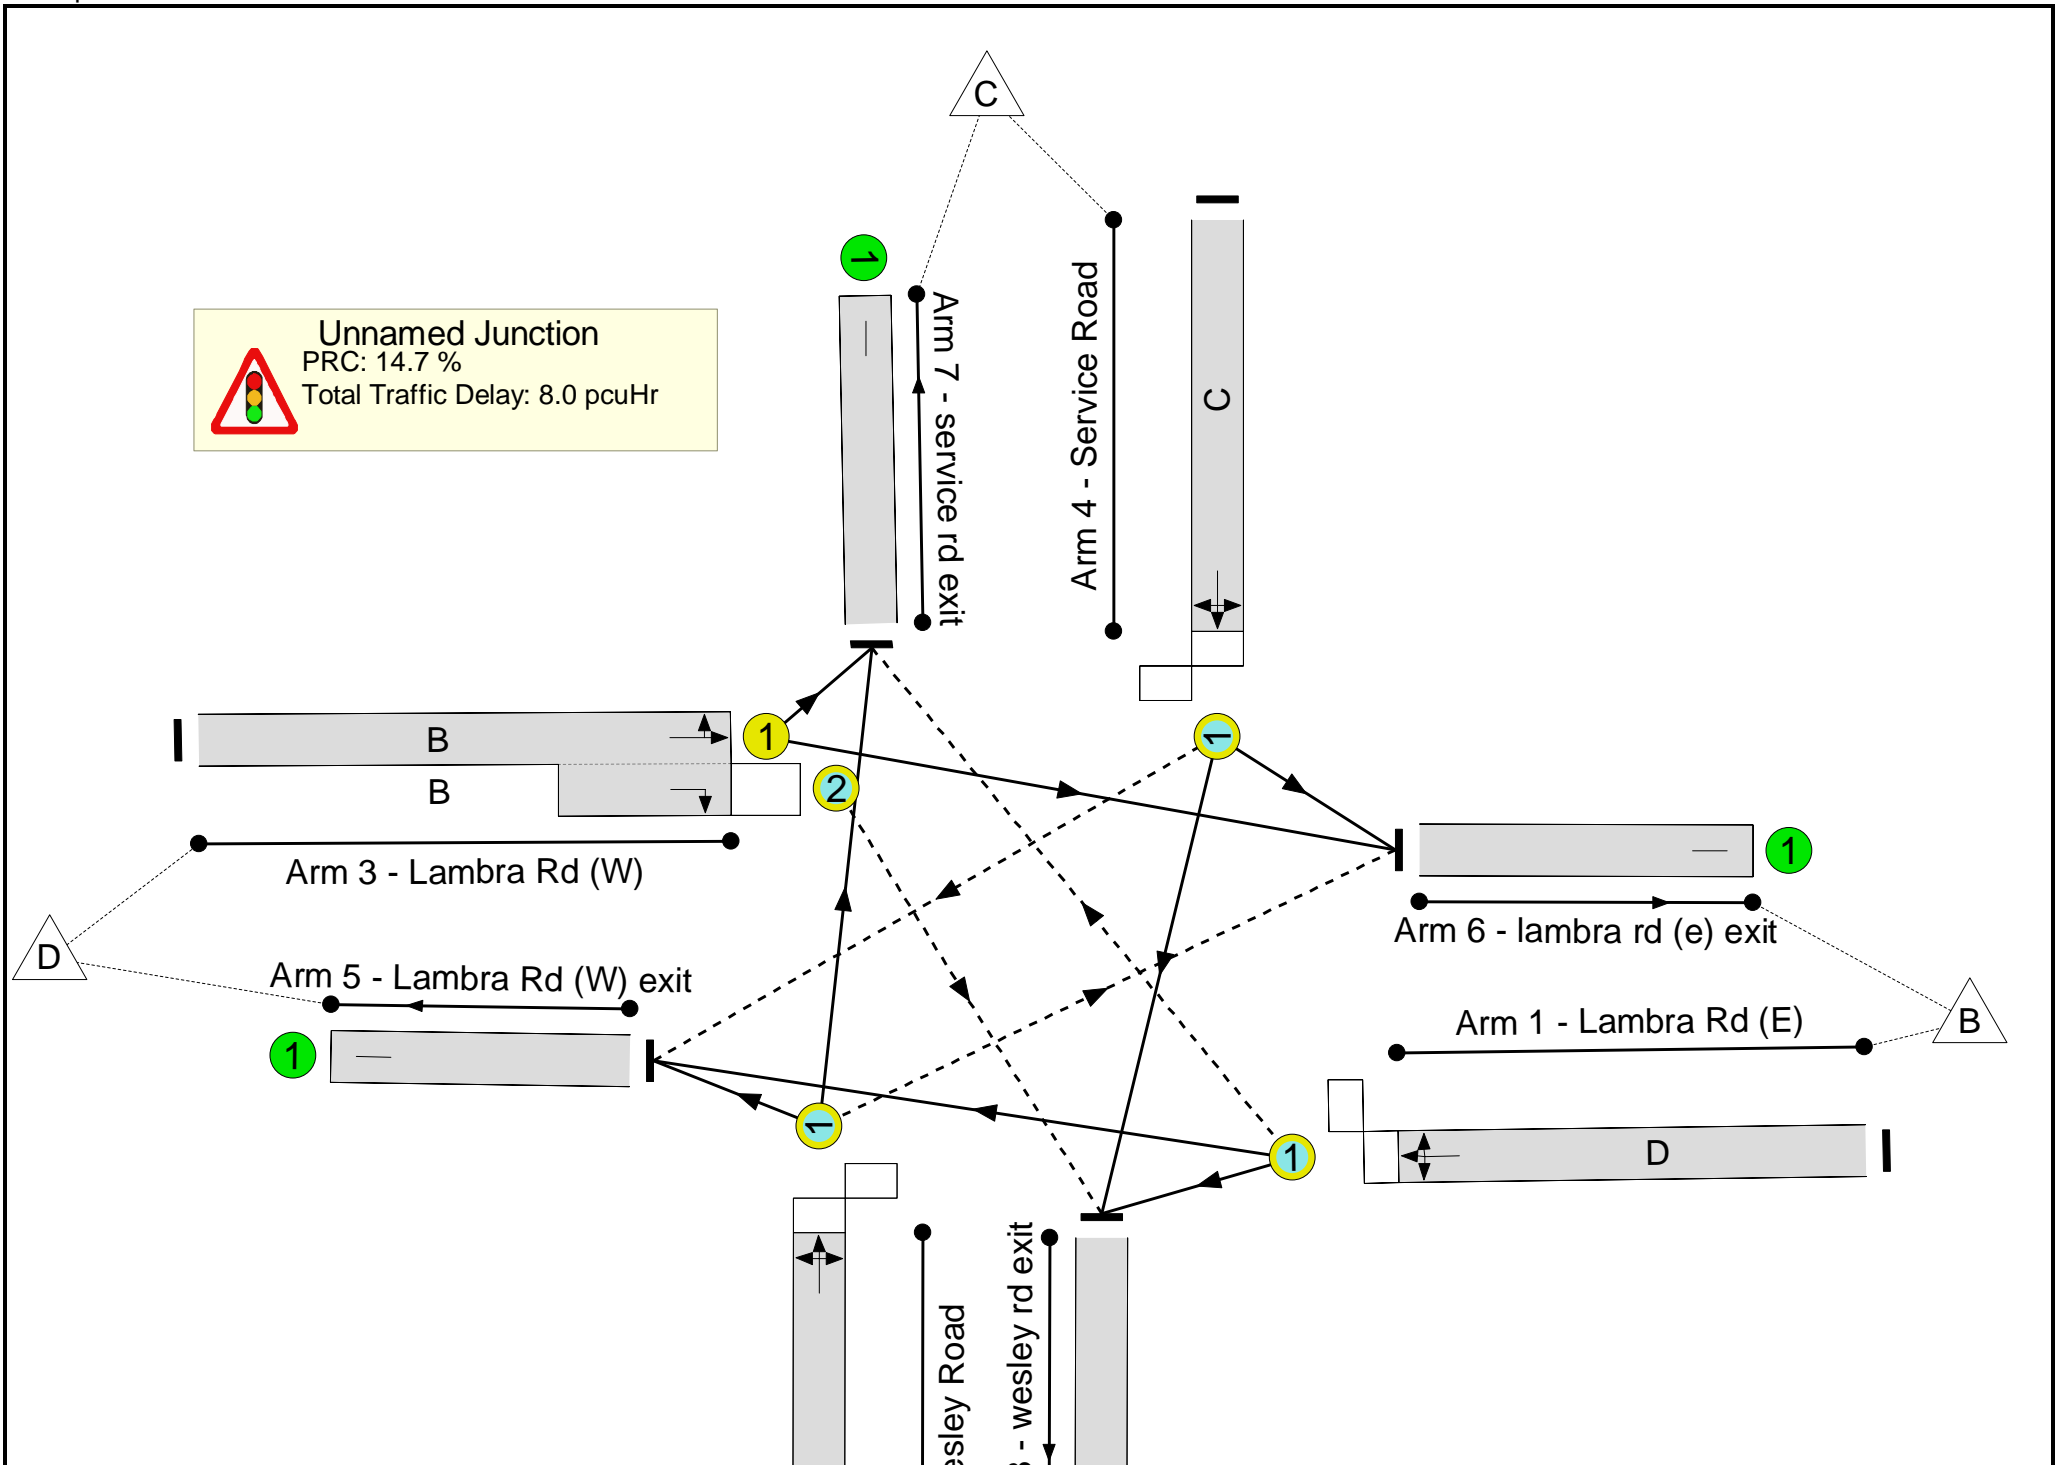 C
1
Arm 7 - service rd exit
Arm 4 - Service Road
C
Unnamed Junction
PRC: 14.7 %
Total Traffic Delay: 8.0 pcuHr
B
1
1
B
2
Arm 3 - Lambra Rd (W)
1
Arm 6 - lambra rd (e) exit
D
Arm 5 - Lambra Rd (W) exit
Arm 1 - Lambra Rd (E)
B
1
1
1
D
- wesley rd exit
Road